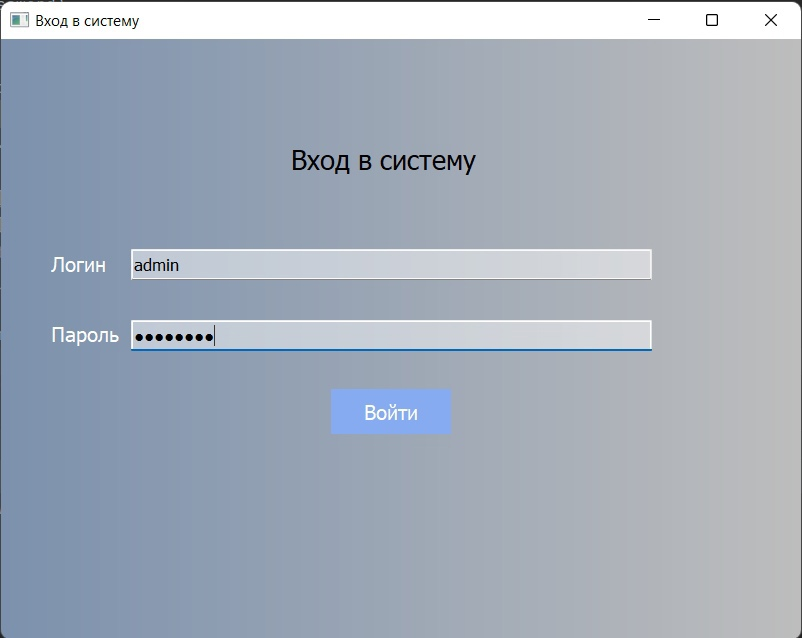 Вход в систему
Вход в систему
Логин admin
Пароль ●●●●●●●●
Войти